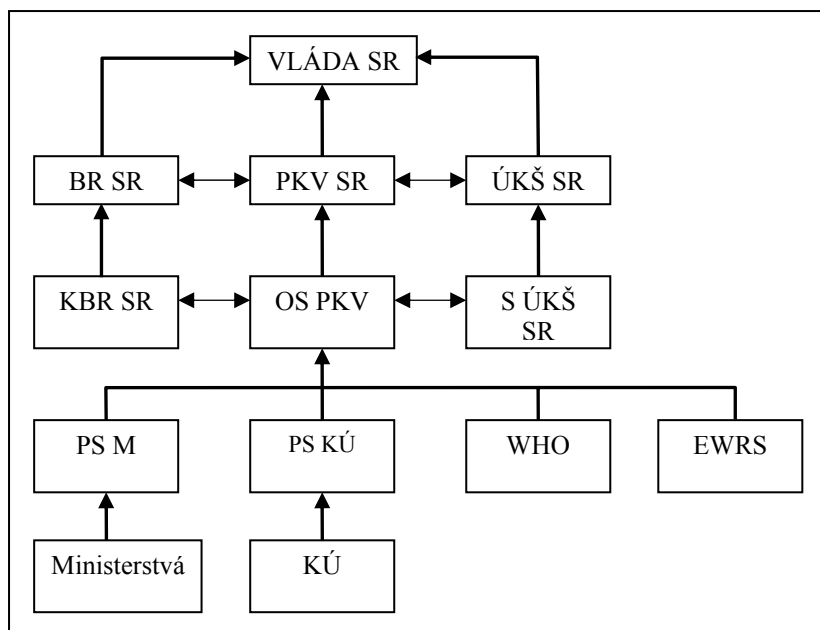 VLÁDA SR
BR SR
PKV SR
ÚKŠ SR
KBR SR
OS PKV
S ÚKŠ
SR
PS M
PS KÚ
WHO
EWRS
Ministerstvá
KÚ